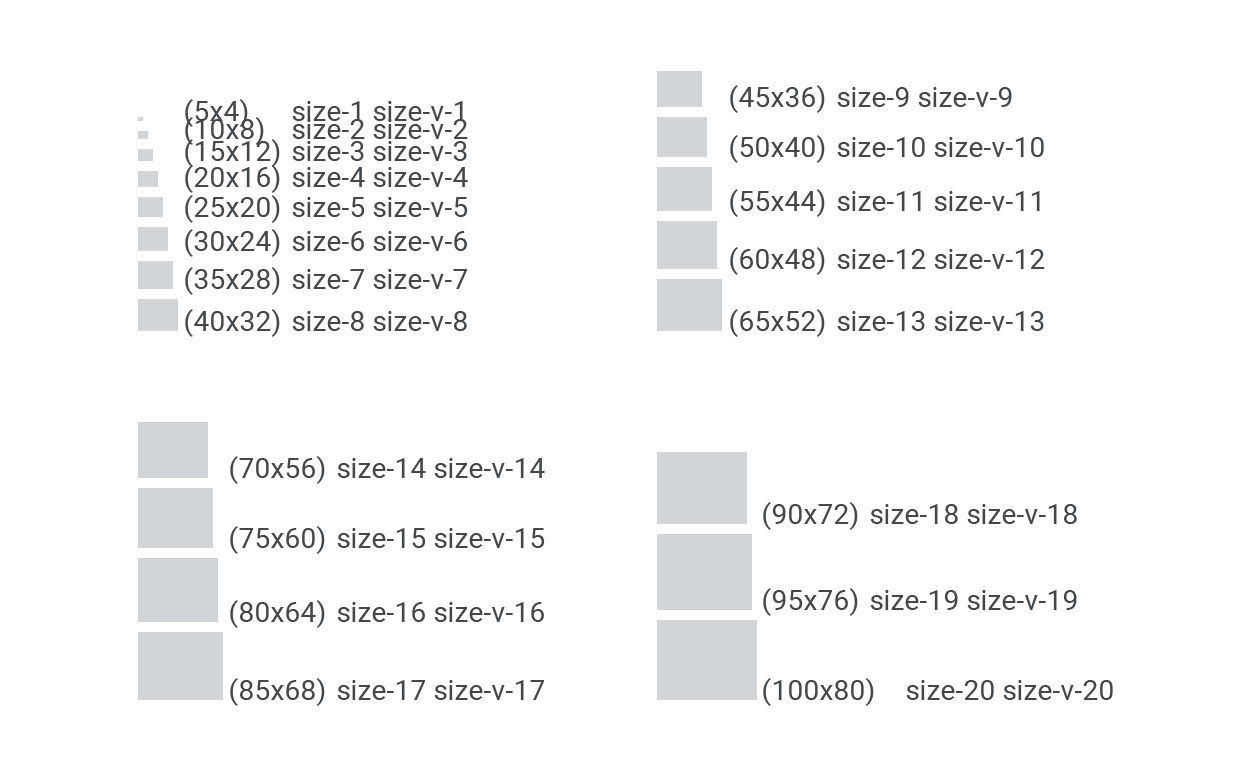 (5x4) size-1 size-v-1
(10x8) size-2 size-v-2
(15x12) size-3 size-v-3
(20x16) size-4 size-v-4
(25x20) size-5 size-v-5
(30x24) size-6 size-v-6
(35x28) size-7 size-v-7
(40x32) size-8 size-v-8
(45x36) size-9 size-v-9
(50x40) size-10 size-v-10
(55x44) size-11 size-v-11
(60x48) size-12 size-v-12
(65x52) size-13 size-v-13
(70x56) size-14 size-v-14
(75x60) size-15 size-v-15
(80x64) size-16 size-v-16
(85x68) size-17 size-v-17
(90x72) size-18 size-v-18
(95x76) size-19 size-v-19
(100x80) size-20 size-v-20